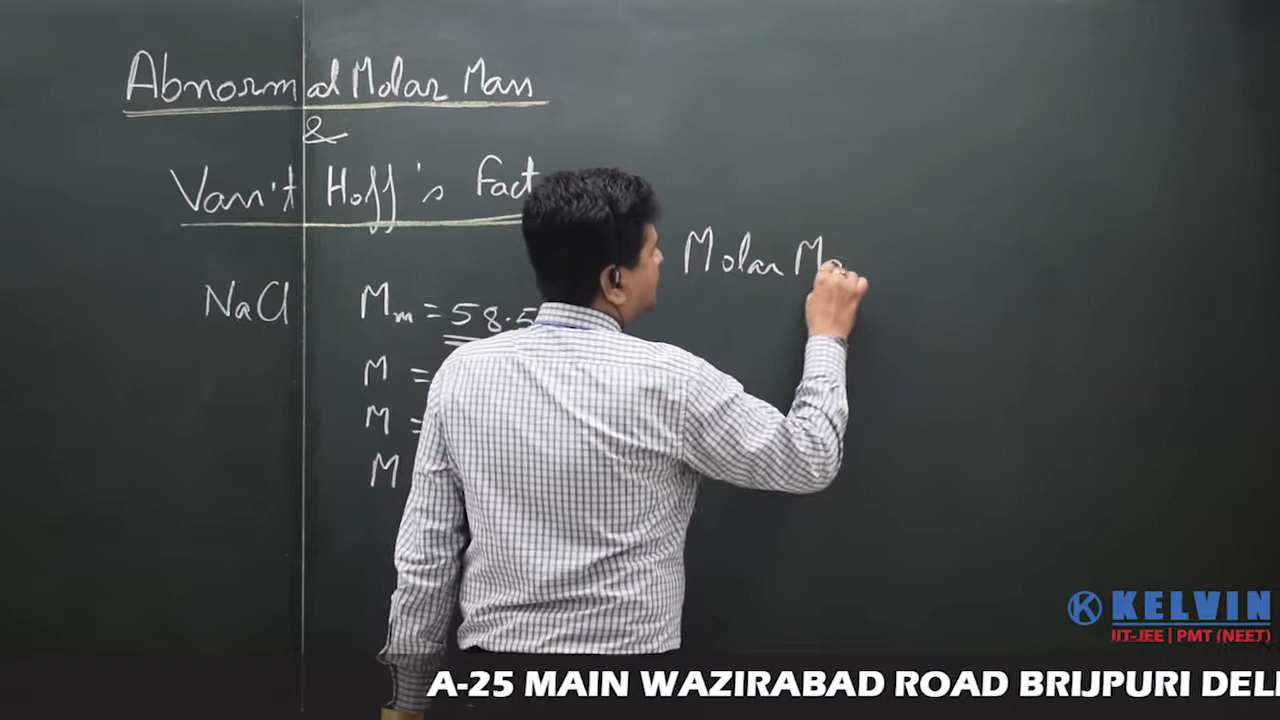 Abnormal Molar Mass
&
Van't Hoff's Fact
NaCl Mm = 58.5
M =
M =
M
Molar Ma
KELVIN
IIT-JEE | PMT (NEET)
A-25 MAIN WAZIRABAD ROAD BRIJPURI DEL